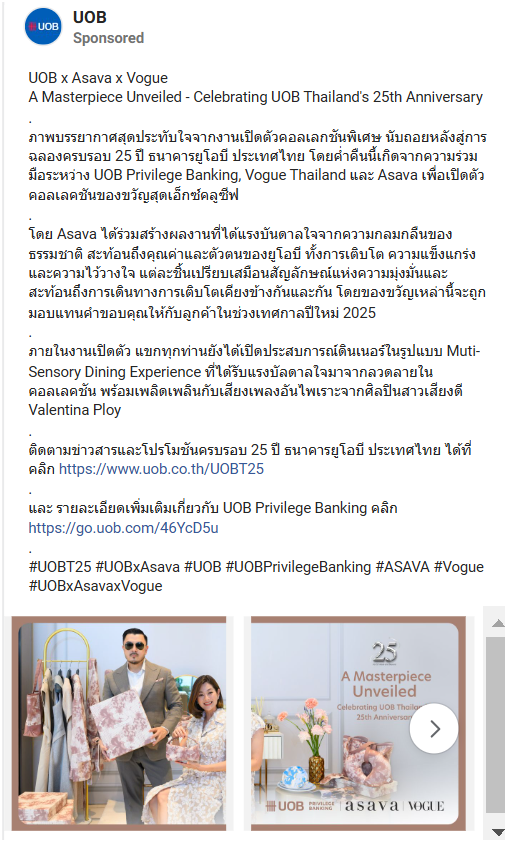 UOB
UOB
Sponsored
UOB x Asava x Vogue
A Masterpiece Unveiled - Celebrating UOB Thailand's 25th Anniversary
.
ภาพบรรยากาศสุดประทับใจจากงานเปิดตัวคอลเลกชันพิเศษ นับถอยหลังสู่การ
ฉลองครบรอบ 25 ปี ธนาคารยูโอบี ประเทศไทย โดยค่ำคืนนี้เกิดจากความร่วม
มือระหว่าง UOB Privilege Banking, Vogue Thailand และ Asava เพื่อเปิดตัว
คอลเลคชันของขวัญสุดเอ็กซ์คลูซีฟ
.
โดย Asava ได้ร่วมสร้างผลงานที่ได้แรงบันดาลใจจากความกลมกลืนของ
ธรรมชาติ สะท้อนถึงคุณค่าและตัวตนของยูโอบี ทั้งการเติบโต ความแข็งแกร่ง
และความไว้วางใจ แต่ละชิ้นเปรียบเสมือนสัญลักษณ์แห่งความมุ่งมั่นและ
สะท้อนถึงการเดินทางการเติบโตเคียงข้างกันและกัน โดยของขวัญเหล่านี้จะถูก
มอบแทนคำขอบคุณให้กับลูกค้าในช่วงเทศกาลปีใหม่ 2025
.
ภายในงานเปิดตัว แขกทุกท่านยังได้เปิดประสบการณ์ดินเนอร์ในรูปแบบ Muti-
Sensory Dining Experience ที่ได้รับแรงบัลดาลใจมาจากลวดลายใน
คอลเลคชัน พร้อมเพลิดเพลินกับเสียงเพลงอันไพเราะจากศิลปินสาวเสียงดี
Valentina Ploy
.
ติดตามข่าวสารและโปรโมชันครบรอบ 25 ปี ธนาคารยูโอบี ประเทศไทย ได้ที่
คลิก https://www.uob.co.th/UOBT25
.
และ รายละเอียดเพิ่มเติมเกี่ยวกับ UOB Privilege Banking คลิก
https://go.uob.com/46YcD5u
.
#UOBT25 #UOBxAsava #UOB #UOBPrivilegeBanking #ASAVA #Vogue
#UOBxAsavaxVogue
25
A Masterpiece
Unveiled
Celebrating UOB Thailand
25th Anniversary
UOB PRIVILEGE BANKING asava VOGUE